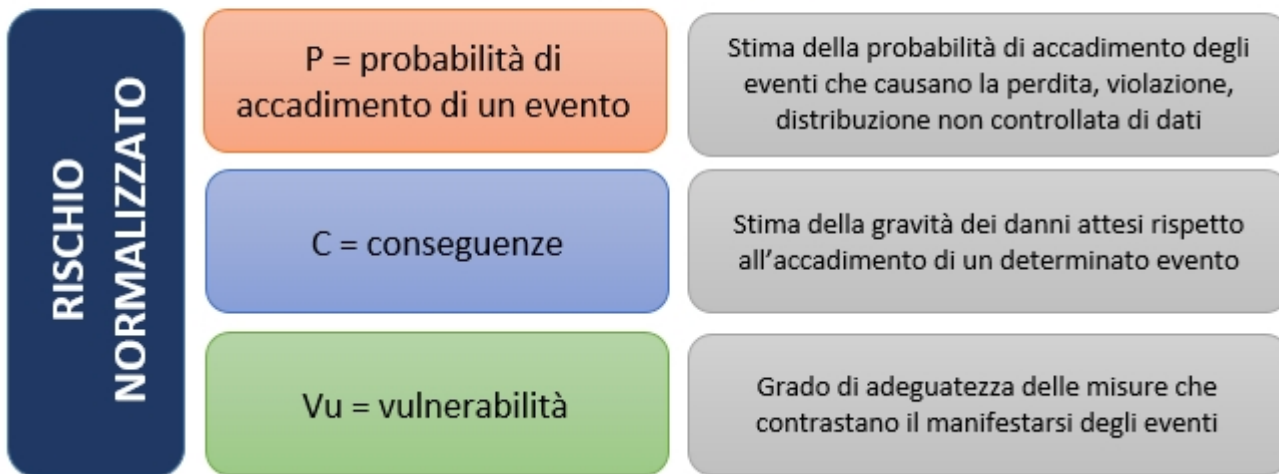 RISCHIO
NORMALIZZATO
P = probabilità di
accadimento di un evento
Stima della probabilità di accadimento degli
eventi che causano la perdita, violazione,
distribuzione non controllata di dati
C = conseguenze
Stima della gravità dei danni attesi rispetto
all’accadimento di un determinato evento
Vu = vulnerabilità
Grado di adeguatezza delle misure che
contrastano il manifestarsi degli eventi